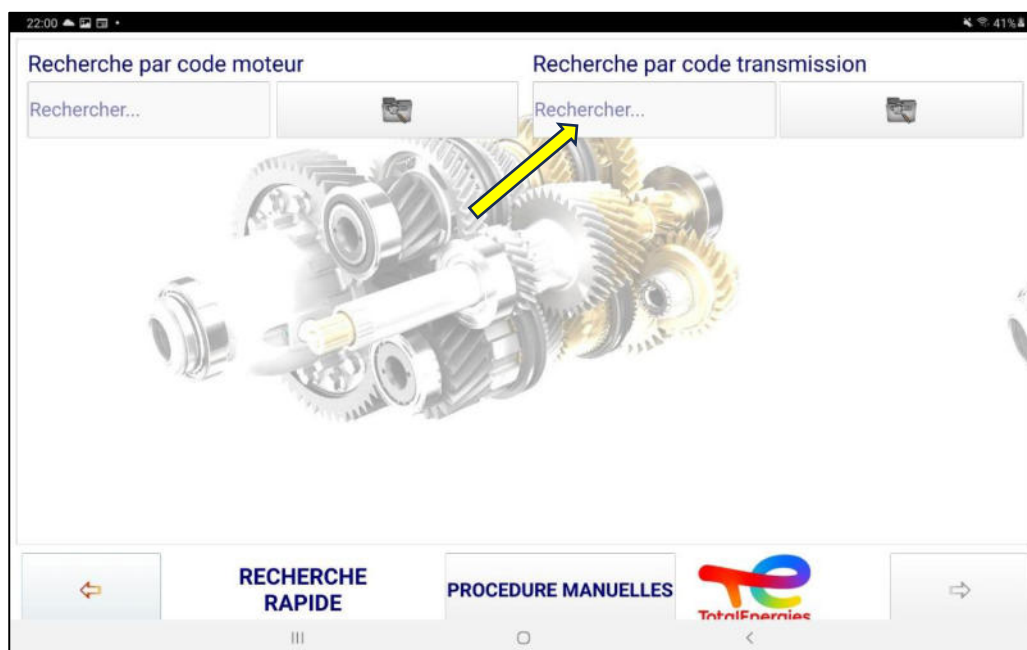 22:00
41%
Recherche par code moteur
Recherche par code transmission
Rechercher...
Rechercher...
RECHERCHE
RAPIDE
PROCEDURE MANUELLES
TotalEnergies